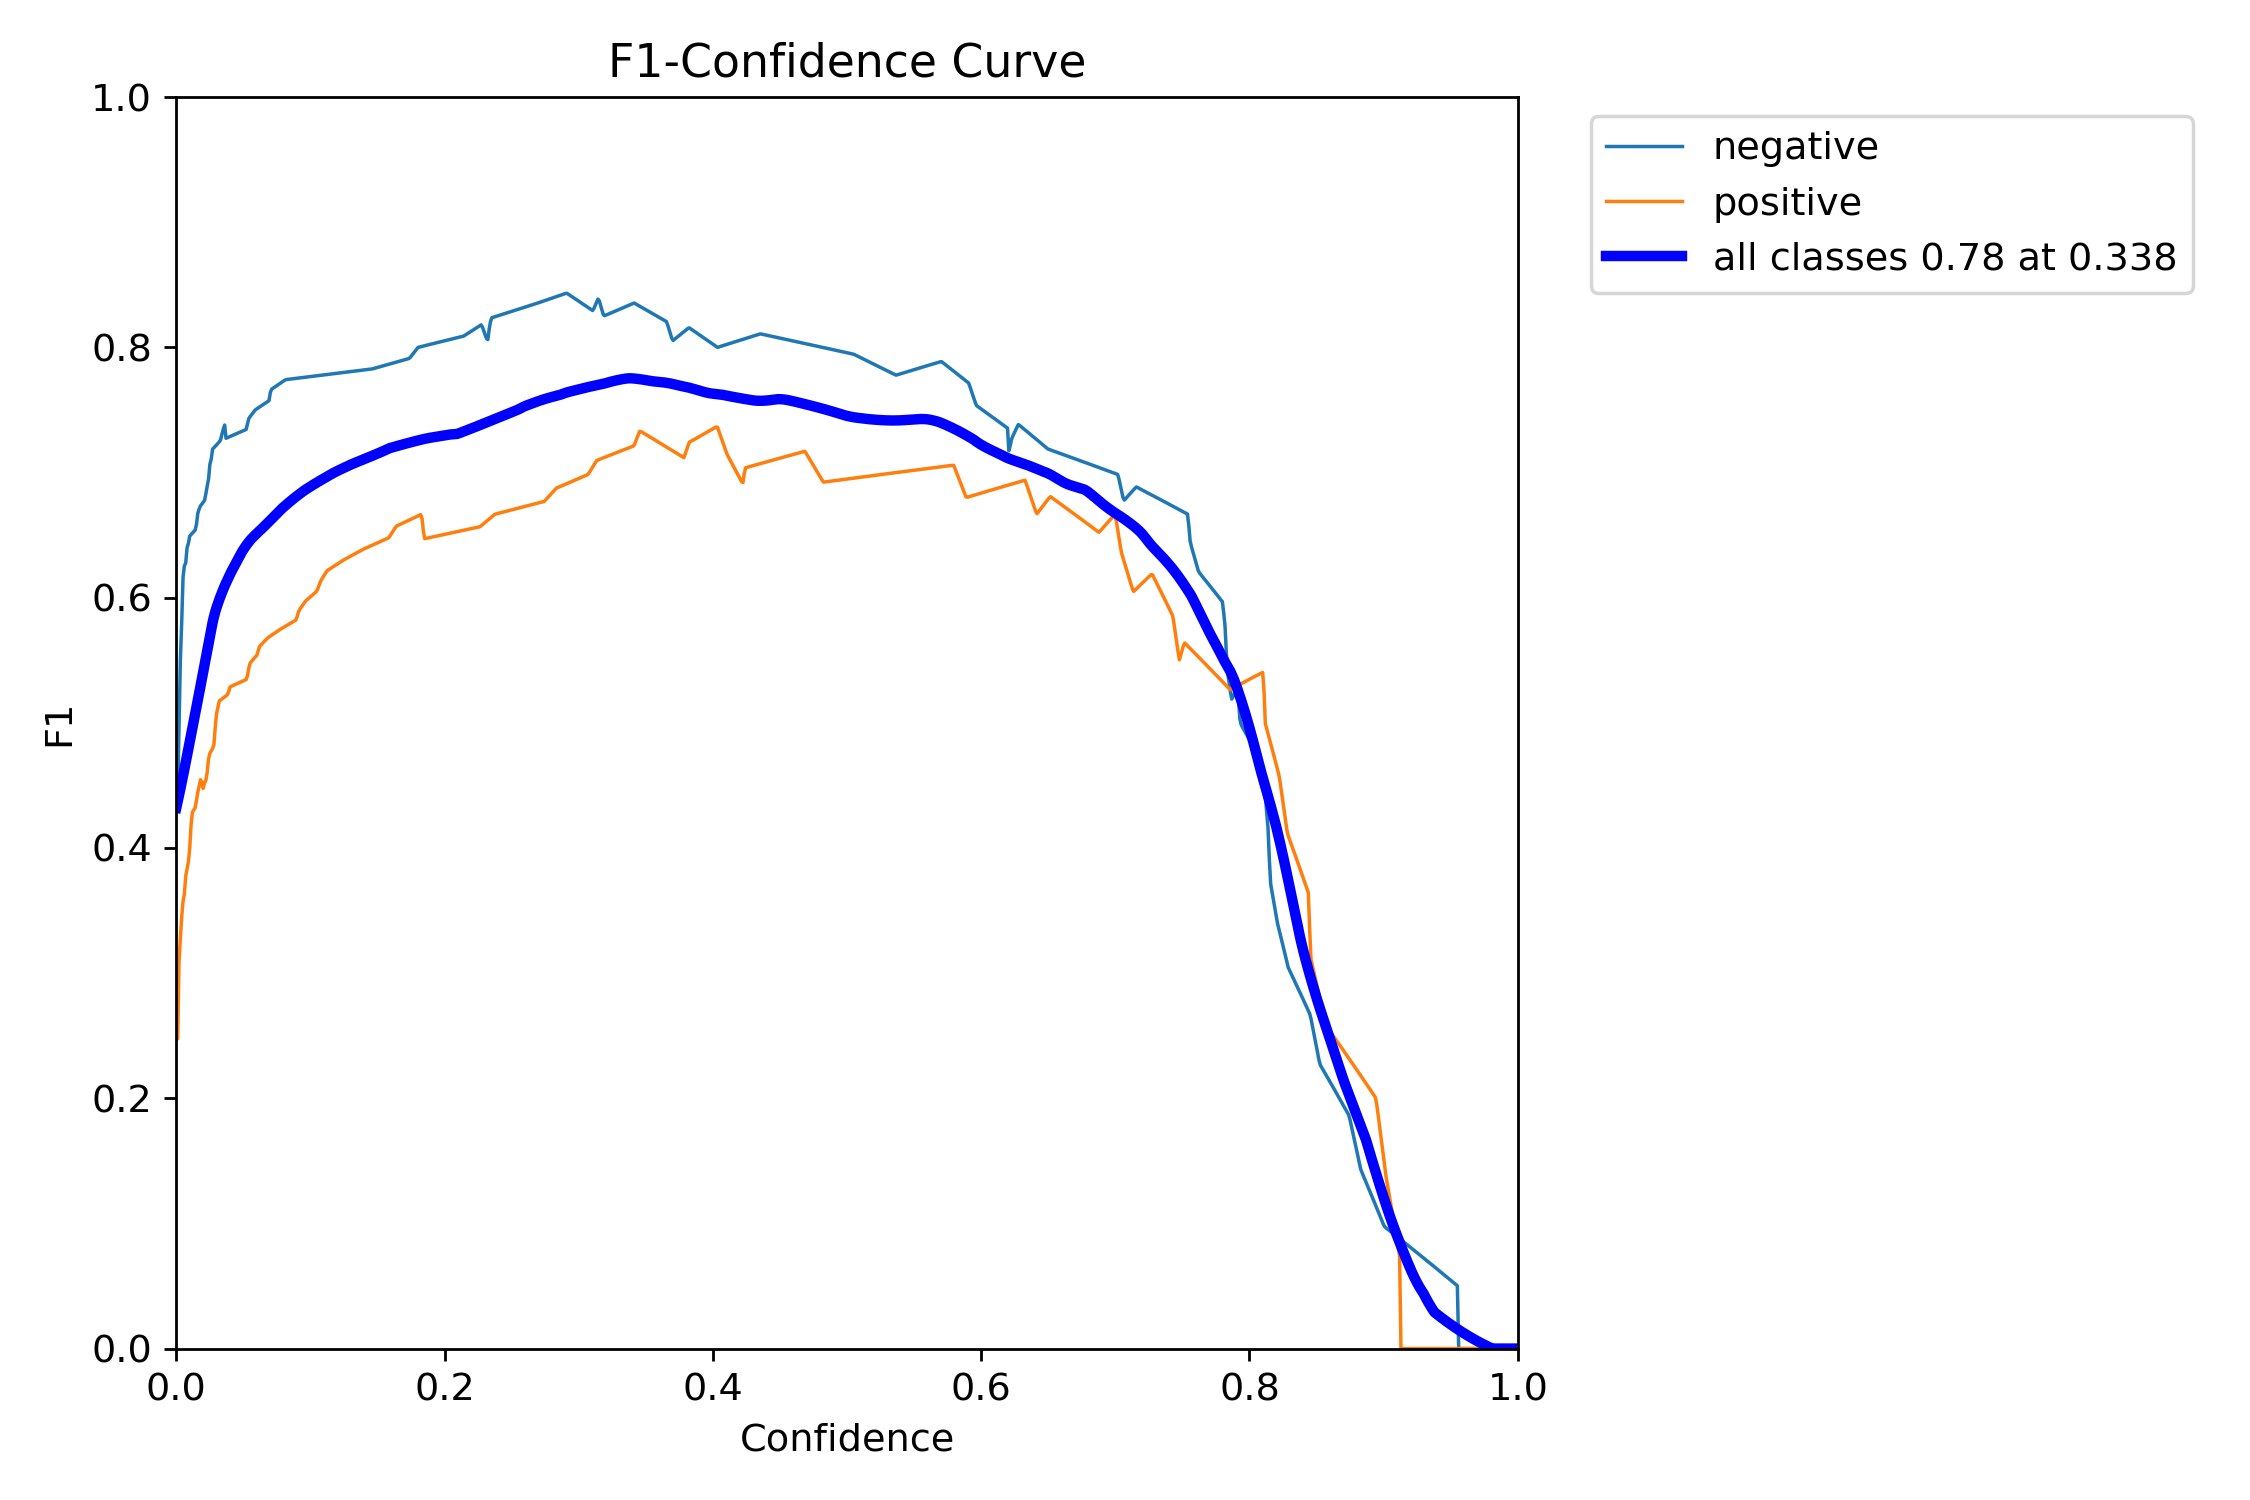 F1-Confidence Curve
1.0
0.8
0.6
0.4
0.2
0.0
F1
0.0 0.2 0.4 0.6 0.8 1.0
Confidence
negative
positive
all classes 0.78 at 0.338